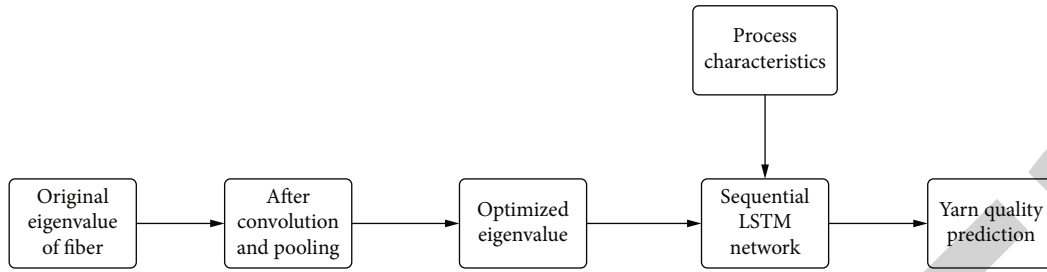 Process
characteristics
Original
eigenvalue
of fiber
After
convolution
and pooling
Optimized
eigenvalue
Sequential
LSTM
network
Yarn quality
prediction